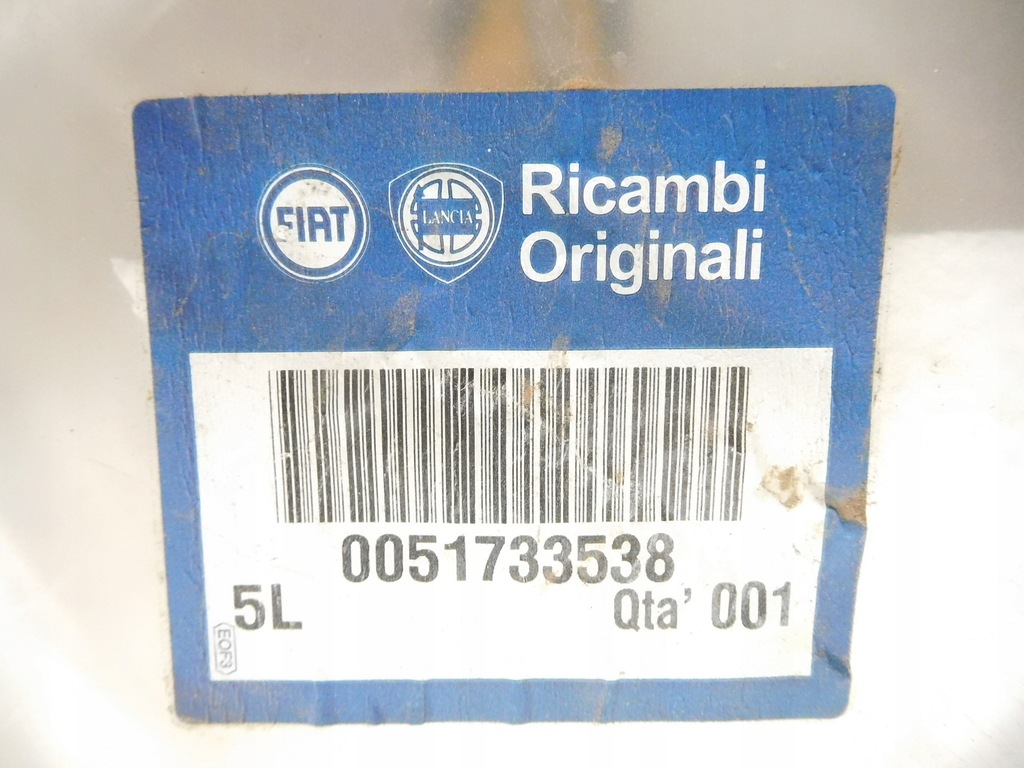 FIAT
LANCIA
Ricambi
Originali
0051733538
5L
Qta' 001
EOF3